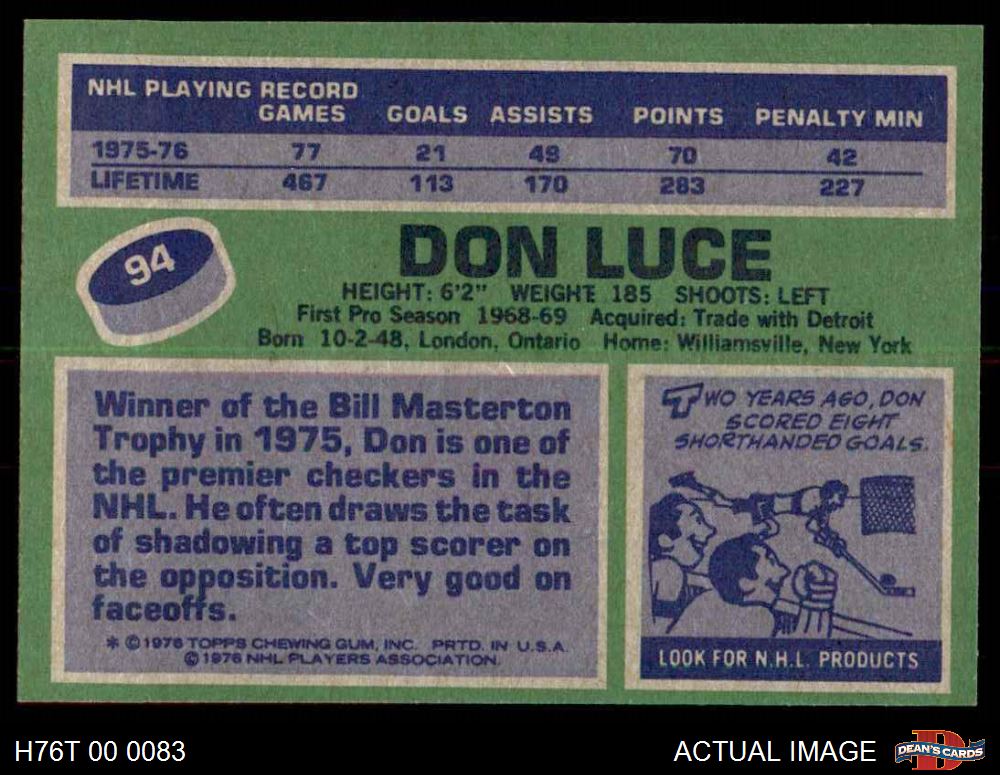 NHL PLAYING RECORD
GAMES GOALS ASSISTS POINTS PENALTY MIN
1975-76 77 21 49 70 42
LIFETIME 467 113 170 283 227
94
DON LUCE
HEIGHT: 6'2" WEIGHT 185 SHOOTS: LEFT
First Pro Season 1968-69 Acquired: Trade with Detroit
Born 10-2-48, London, Ontario Home: Williamsville, New York
Winner of the Bill Masterton
Trophy in 1975, Don is one of
the premier checkers in the
NHL. He often draws the task
of shadowing a top scorer on
the opposition. Very good on
faceoffs.
* ©1976 TOPPS CHEWING GUM, INC. PRTD. IN U.S.A.
©1976 NHL PLAYERS ASSOCIATION.
TWO YEARS AGO, DON
SCORED EIGHT
SHORTHANDED GOALS.
LOOK FOR N.H.L. PRODUCTS
H76T 00 0083
ACTUAL IMAGE
DEAN'S CARDS